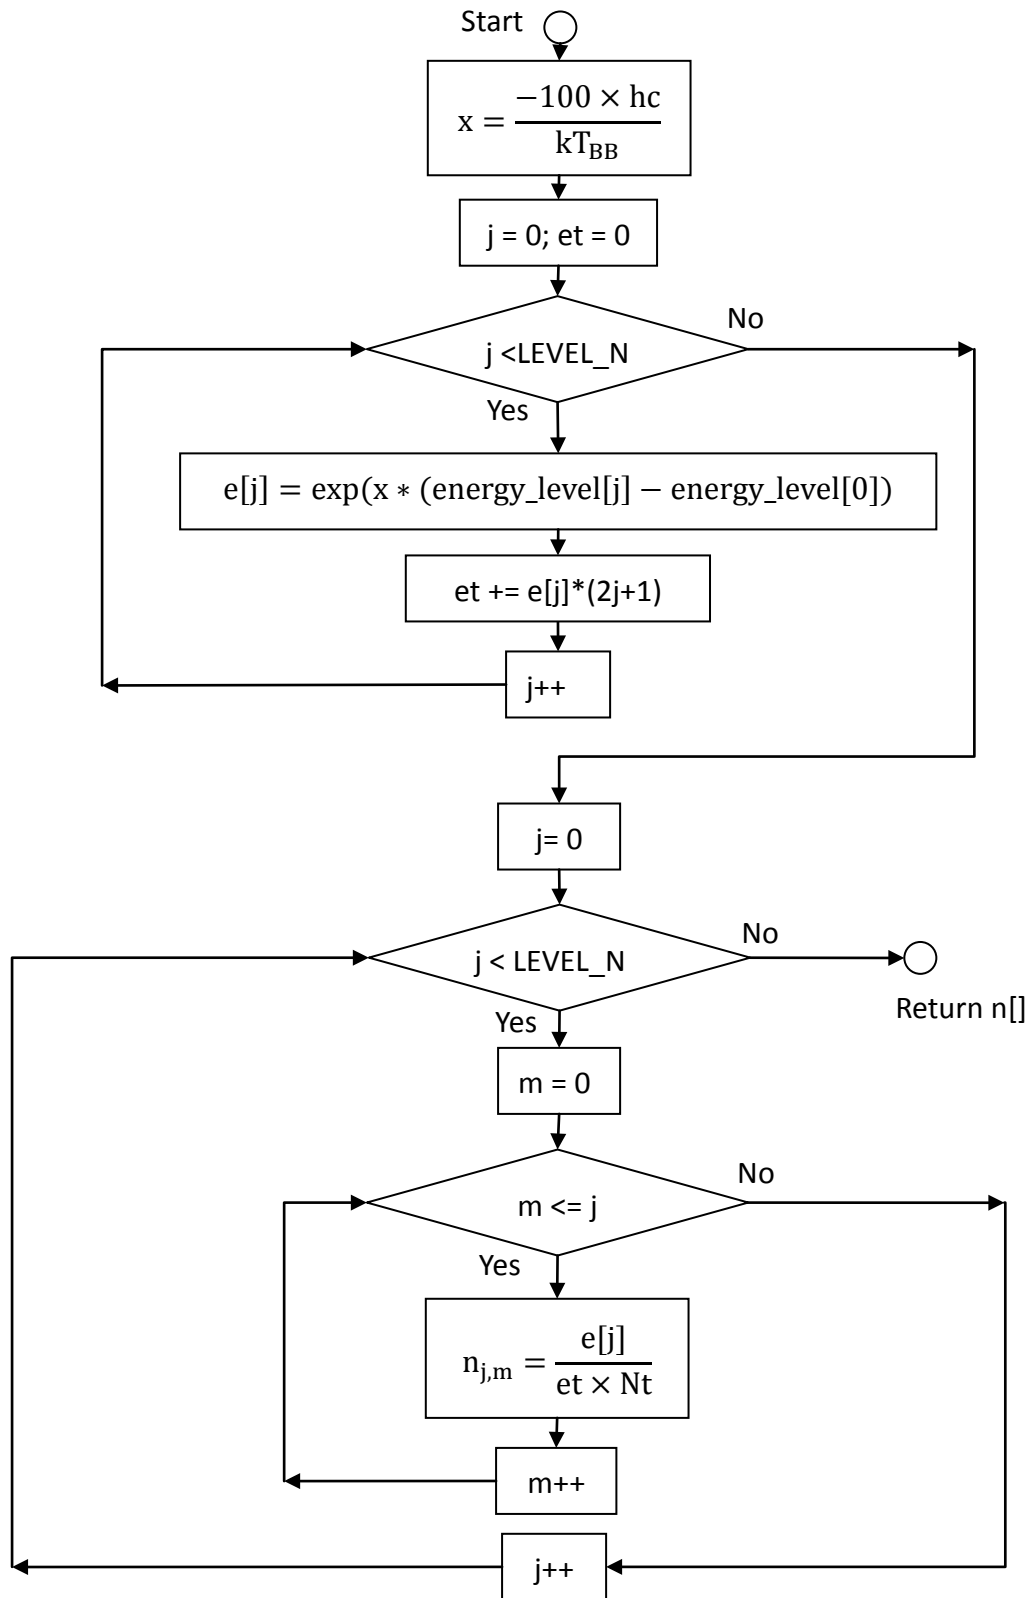 Start
x = −100 × hc / kT_BB
j = 0; et = 0
j <LEVEL_N
No
Yes
e[j] = exp(x ∗ (energy_level[j] − energy_level[0])
et += e[j]*(2j+1)
j++
j= 0
j < LEVEL_N
No
Return n[]
Yes
m = 0
m <= j
No
Yes
n_j,m = e[j] / et × Nt
m++
j++